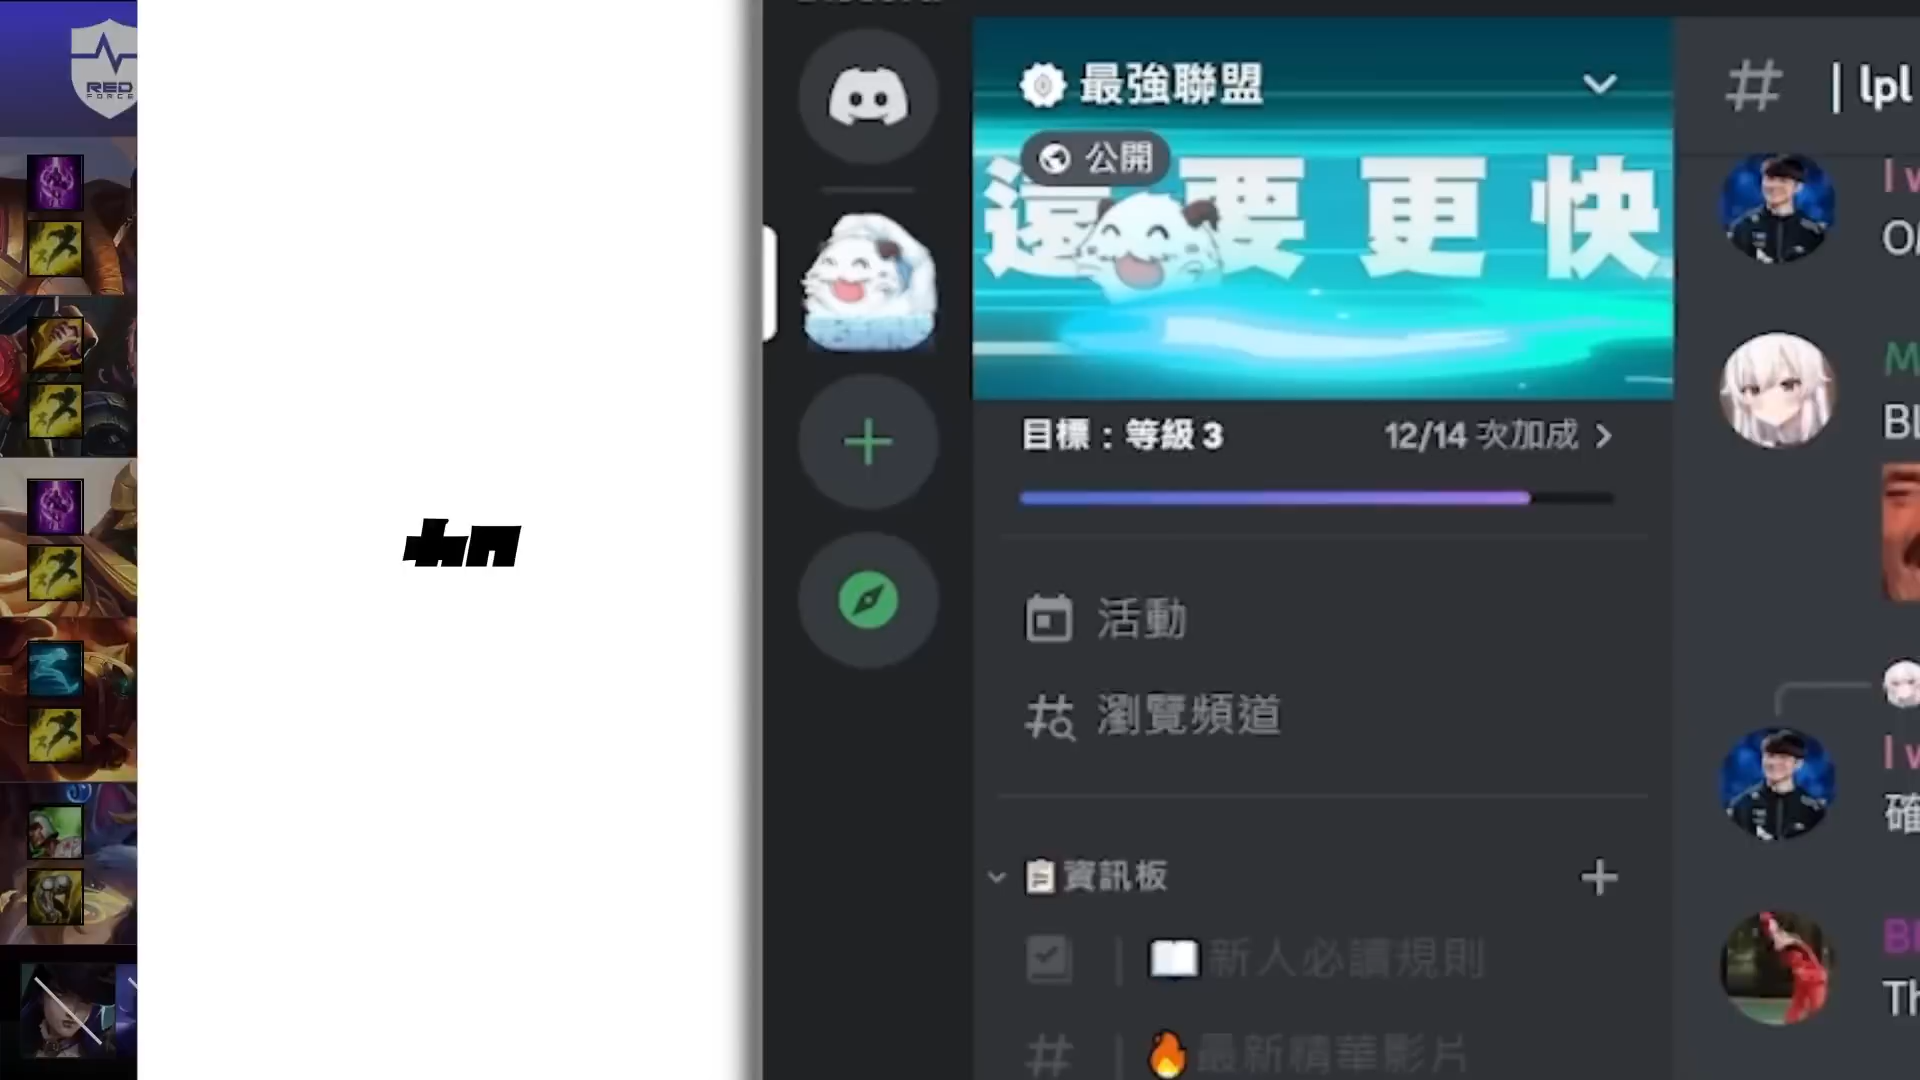 RED
FORCE
最強聯盟
公開
還要更快
目標：等級 3
12/14 次加成
活動
瀏覽頻道
資訊板
| 新人必讀規則
# | 最新精華影片
# | lpl
I
M
I
確
Th